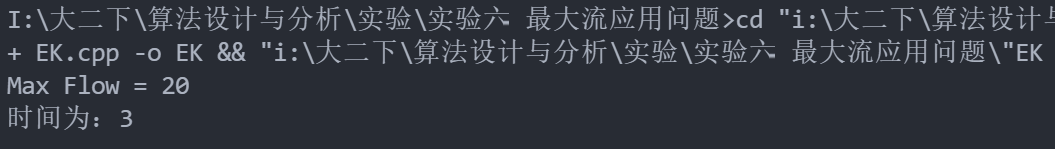 I:\大二下\算法设计与分析\实验\实验六 最大流应用问题>cd "i:\大二下\算法设计与
+ EK.cpp -o EK && "i:\大二下\算法设计与分析\实验\实验六 最大流应用问题\"EK
Max Flow = 20
时间为：3